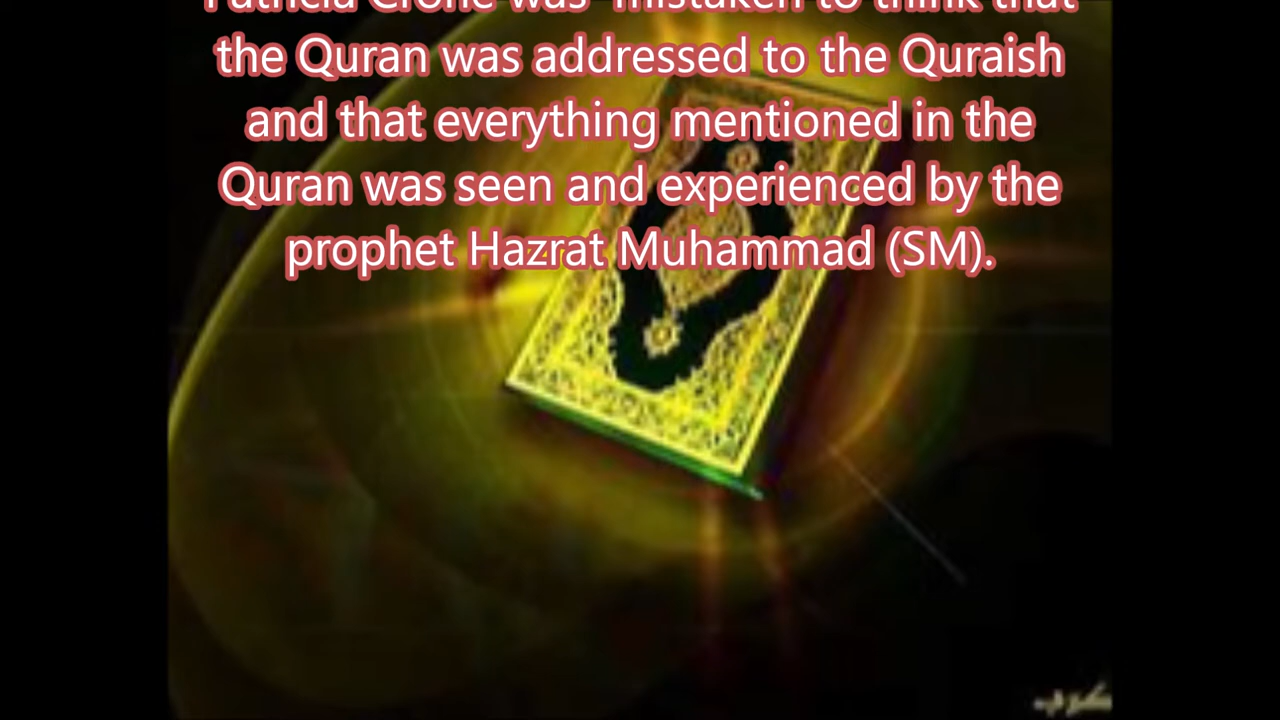 Patricia Crone was mistaken to think that
the Quran was addressed to the Quraish
and that everything mentioned in the
Quran was seen and experienced by the
prophet Hazrat Muhammad (SM).